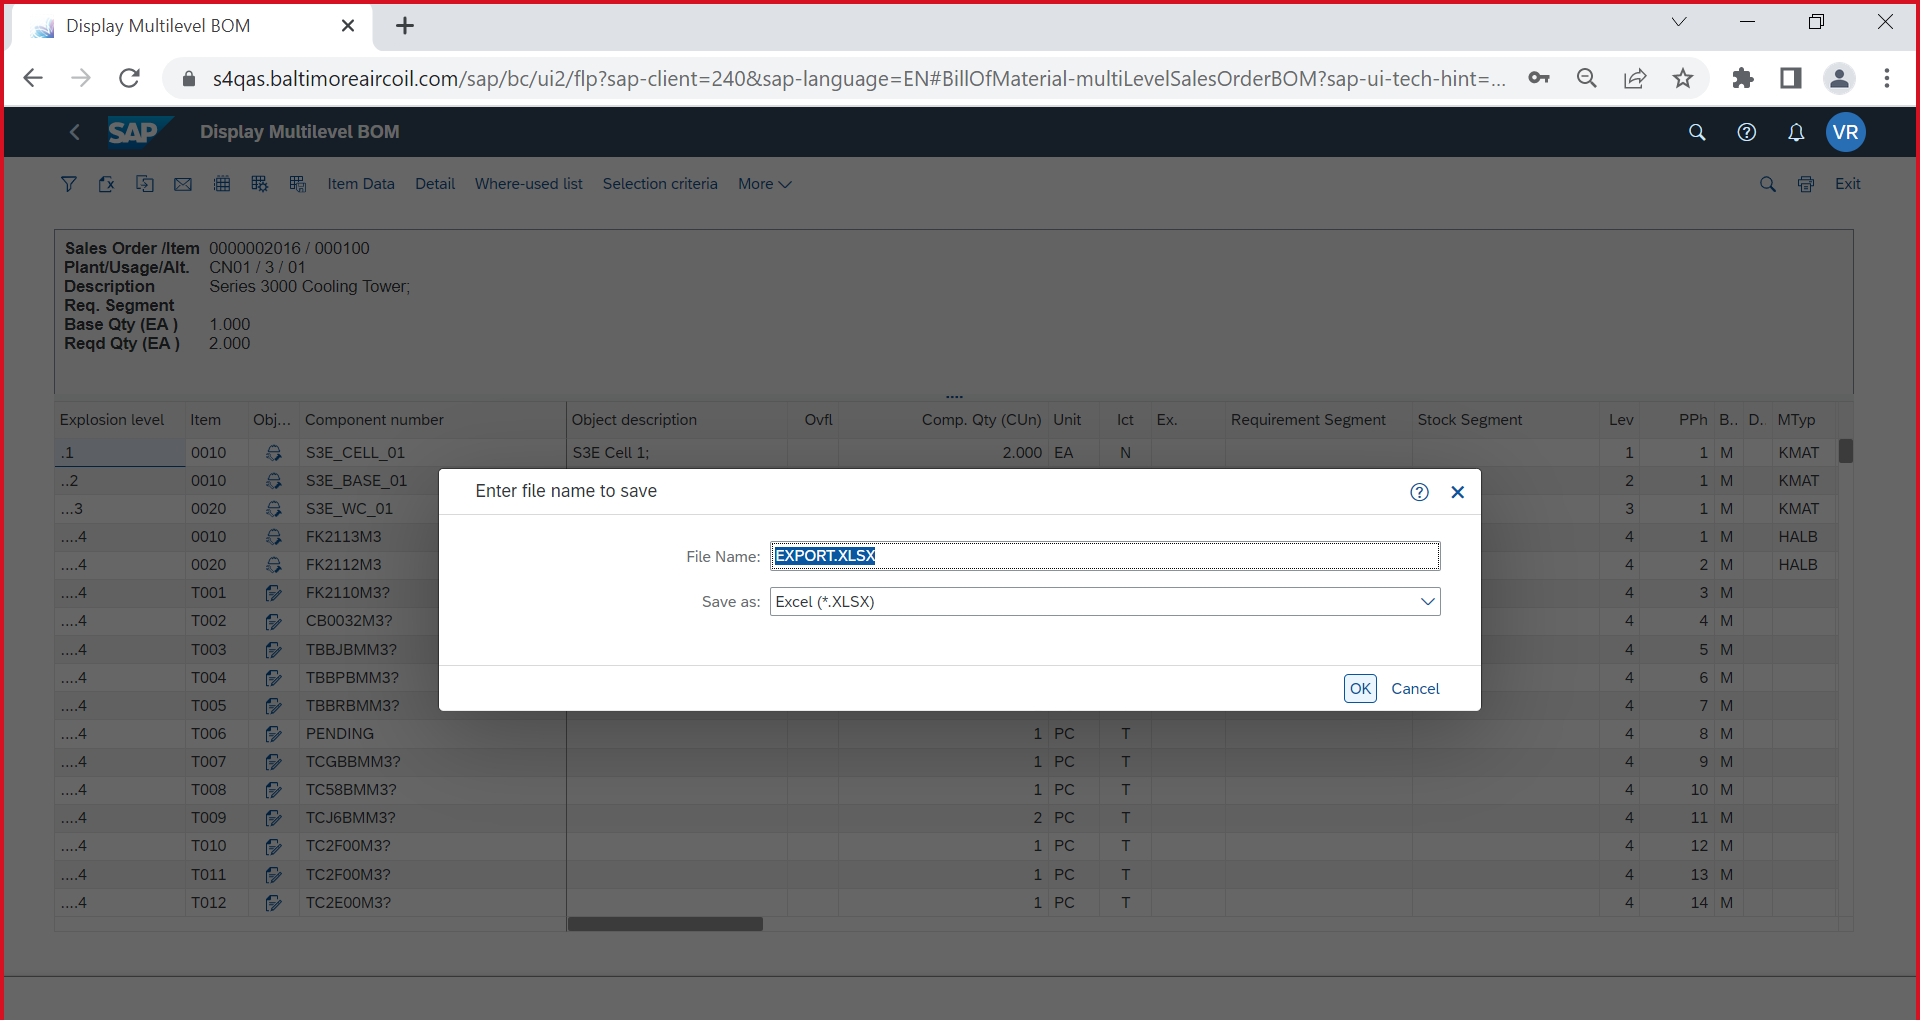 Display Multilevel BOM
s4qas.baltimoreaircoil.com/sap/bc/ui2/flp?sap-client=240&sap-language=EN#BillOfMaterial-multiLevelSalesOrderBOM?sap-ui-tech-hint=...
SAP Display Multilevel BOM VR
Item Data Detail Where-used list Selection criteria More Exit
Sales Order /Item 0000002016 / 000100
Plant/Usage/Alt. CN01 / 3 / 01
Description Series 3000 Cooling Tower;
Req. Segment
Base Qty (EA ) 1.000
Reqd Qty (EA ) 2.000
Explosion level Item Obj... Component number Object description Ovfl Comp. Qty (CUn) Unit Ict Ex. Requirement Segment Stock Segment Lev PPh B.. D. MTyp
.1 0010 S3E_CELL_01 S3E Cell 1; 2.000 EA N 1 1 M KMAT
..2 0010 S3E_BASE_01 2 1 M KMAT
...3 0020 S3E_WC_01 3 1 M KMAT
....4 0010 FK2113M3 4 1 M HALB
....4 0020 FK2112M3 4 2 M HALB
....4 T001 FK2110M3? 4 3 M
....4 T002 CB0032M3? 4 4 M
....4 T003 TBBJBMM3? 4 5 M
....4 T004 TBBPBMM3? 4 6 M
....4 T005 TBBRBMM3? 4 7 M
....4 T006 PENDING 1 PC T 4 8 M
....4 T007 TCGBBMM3? 1 PC T 4 9 M
....4 T008 TC58BMM3? 1 PC T 4 10 M
....4 T009 TCJ6BMM3? 2 PC T 4 11 M
....4 T010 TC2F00M3? 1 PC T 4 12 M
....4 T011 TC2F00M3? 1 PC T 4 13 M
....4 T012 TC2E00M3? 1 PC T 4 14 M
Enter file name to save
File Name: EXPORT.XLSX
Save as: Excel (*.XLSX)
OK Cancel